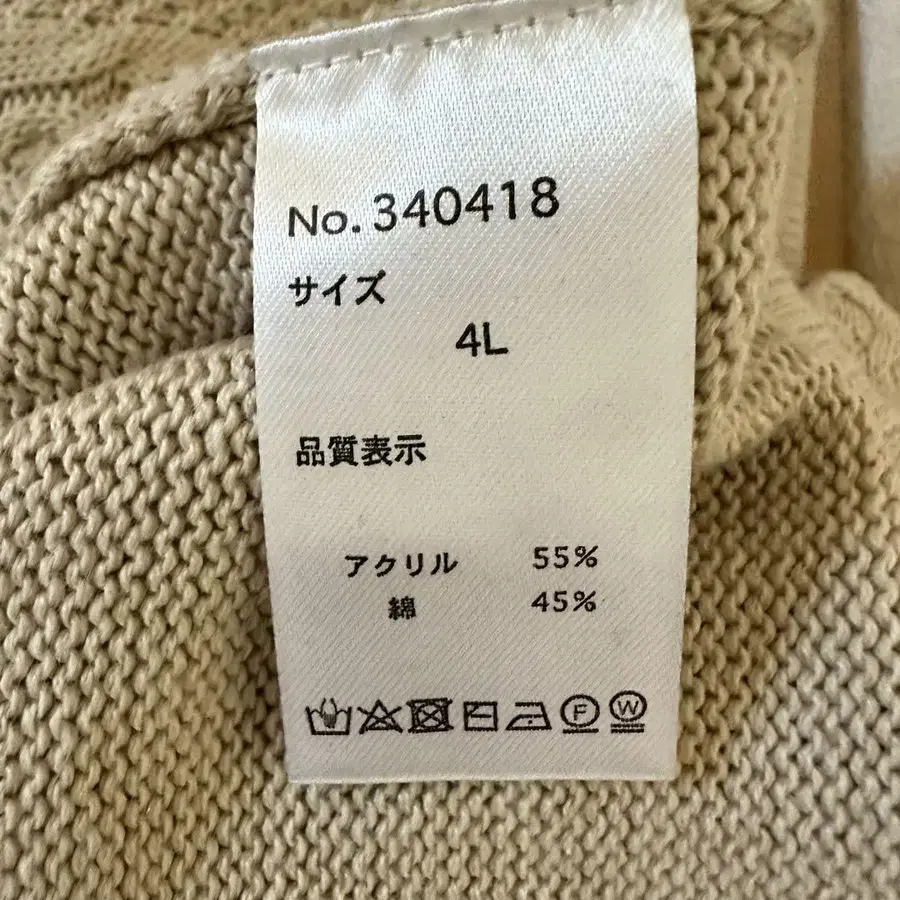 No.340418
サイズ
4L
品質表示
アクリル 55%
綿 45%
F W